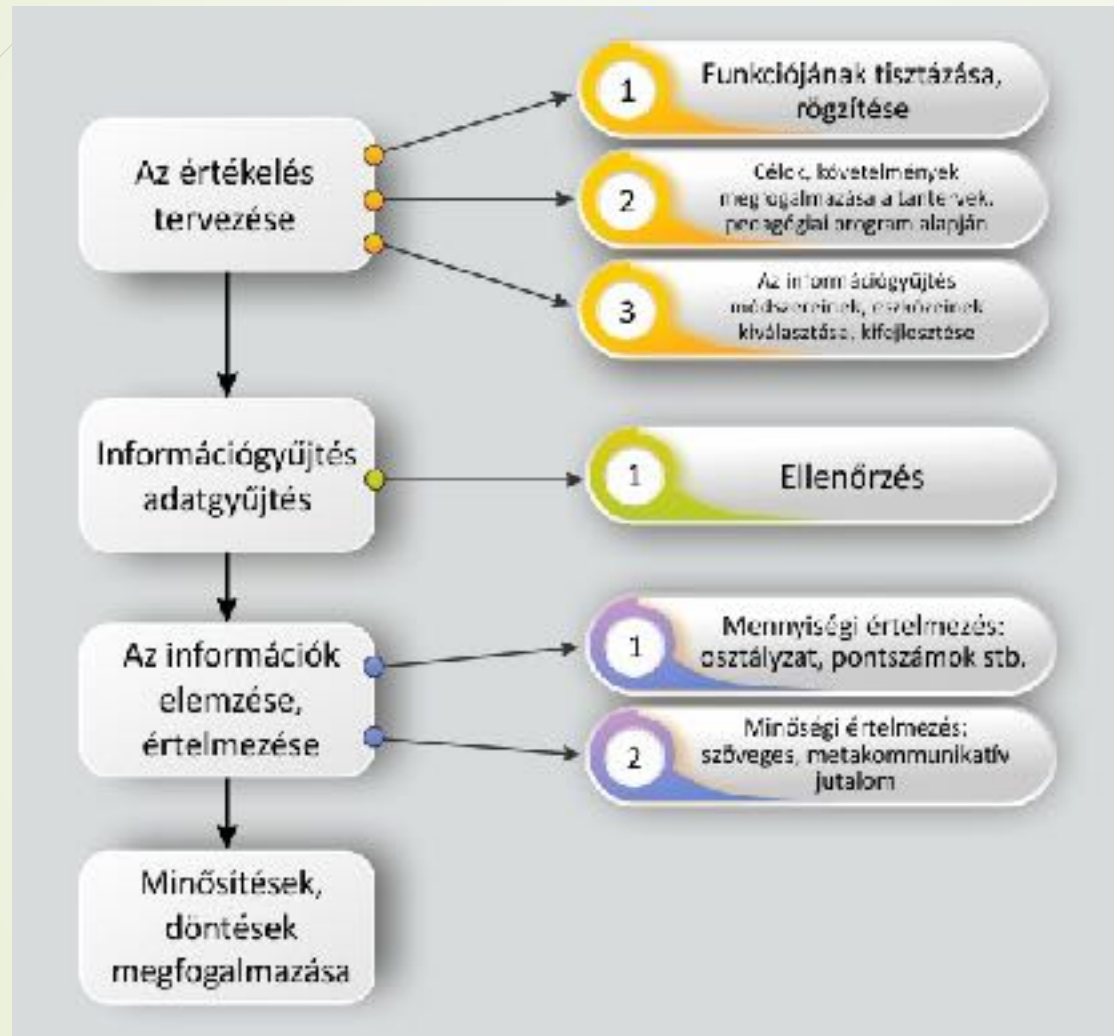 Az értékelés
tervezése
1
Funkciójának tisztázása,
rögzítése
2
Célok, követelmények
megfogalmazása a tantervek,
pedagógiai program alapján
3
Az információgyűjtés
módszereinek, eszközeinek
kiválasztása, kifejlesztése
Információgyűjtés
adatgyűjtés
1
Ellenőrzés
Az információk
elemzése,
értelmezése
1
Mennyiségi értelmezés:
osztályzat, pontszámok stb.
2
Minőségi értelmezés:
szöveges, metakommunikatív
jutalom
Minősítések,
döntések
megfogalmazása